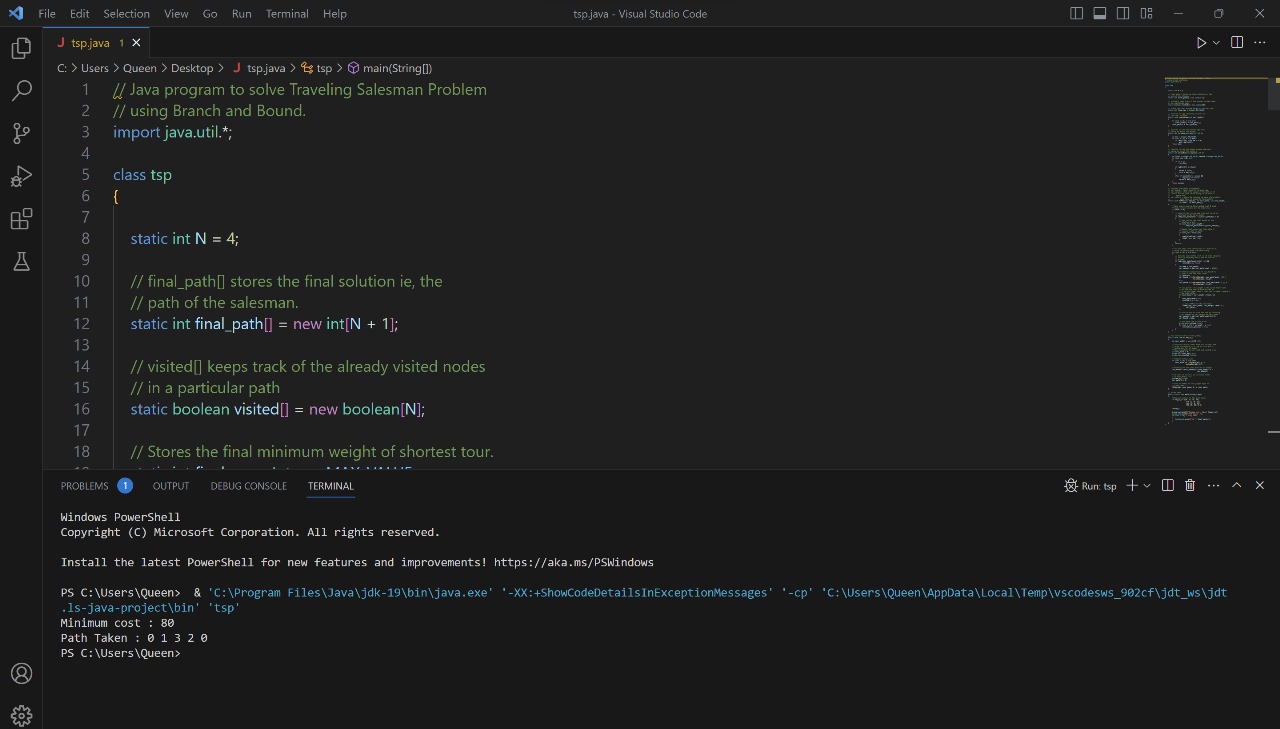 File Edit Selection View Go Run Terminal Help tsp.java - Visual Studio Code
J tsp.java 1
C: > Users > Queen > Desktop > J tsp.java > tsp > main(String[])
1 // Java program to solve Traveling Salesman Problem
2 // using Branch and Bound.
3 import java.util.*;
4
5 class tsp
6 {
7
8 static int N = 4;
9
10 // final_path[] stores the final solution ie, the
11 // path of the salesman.
12 static int final_path[] = new int[N + 1];
13
14 // visited[] keeps track of the already visited nodes
15 // in a particular path
16 static boolean visited[] = new boolean[N];
17
18 // Stores the final minimum weight of shortest tour.
PROBLEMS 1 OUTPUT DEBUG CONSOLE TERMINAL Run: tsp
Windows PowerShell
Copyright (C) Microsoft Corporation. All rights reserved.
Install the latest PowerShell for new features and improvements! https://aka.ms/PSWindows
PS C:\Users\Queen>  & 'C:\Program Files\Java\jdk-19\bin\java.exe' '-XX:+ShowCodeDetailsInExceptionMessages' '-cp' 'C:\Users\Queen\AppData\Local\Temp\vscodesws_902cf\jdt_ws\jdt
.ls-java-project\bin' 'tsp'
Minimum cost : 80
Path Taken : 0 1 3 2 0
PS C:\Users\Queen>